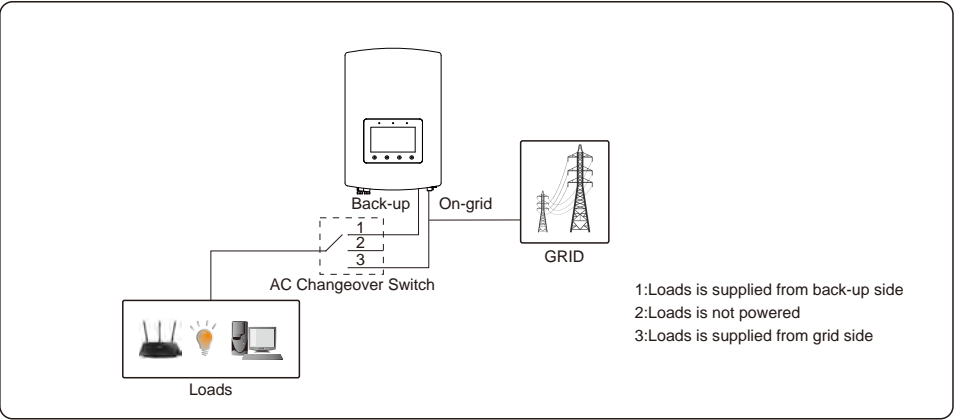 Back-up On-grid
1
2
3
AC Changeover Switch
GRID
Loads
1:Loads is supplied from back-up side
2:Loads is not powered
3:Loads is supplied from grid side